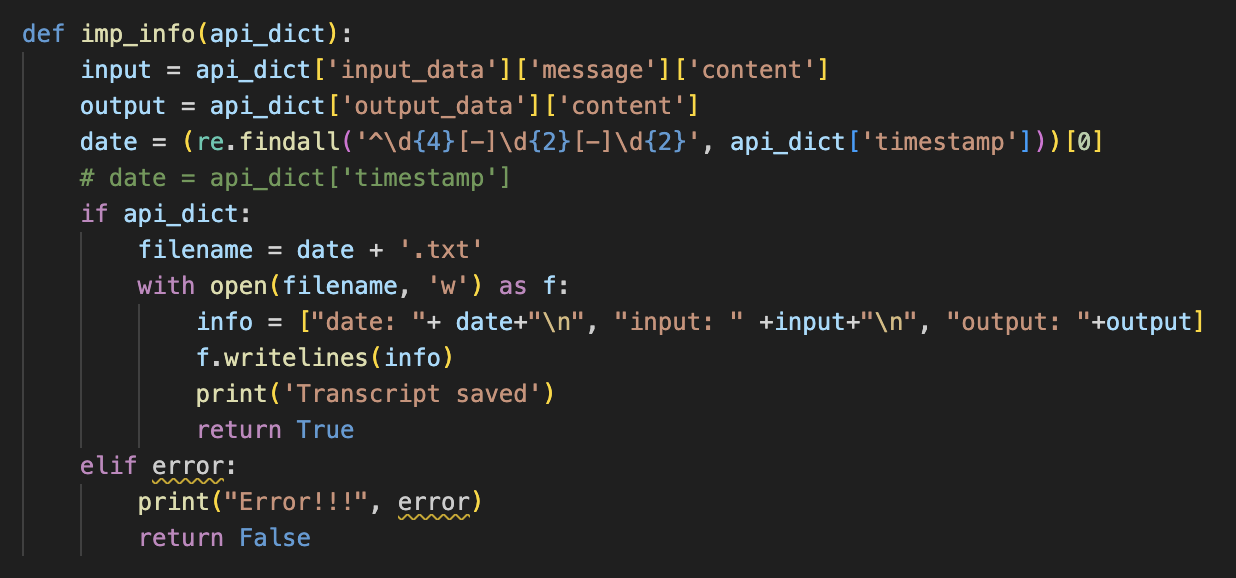 def imp_info(api_dict):
    input = api_dict['input_data']['message']['content']
    output = api_dict['output_data']['content']
    date = (re.findall('^\d{4}[-]\d{2}[-]\d{2}', api_dict['timestamp']))[0]
    # date = api_dict['timestamp']
    if api_dict:
        filename = date + '.txt'
        with open(filename, 'w') as f:
            info = ["date: "+ date+"\n", "input: " +input+"\n", "output: "+output]
            f.writelines(info)
            print('Transcript saved')
            return True
    elif error:
        print("Error!!!", error)
        return False